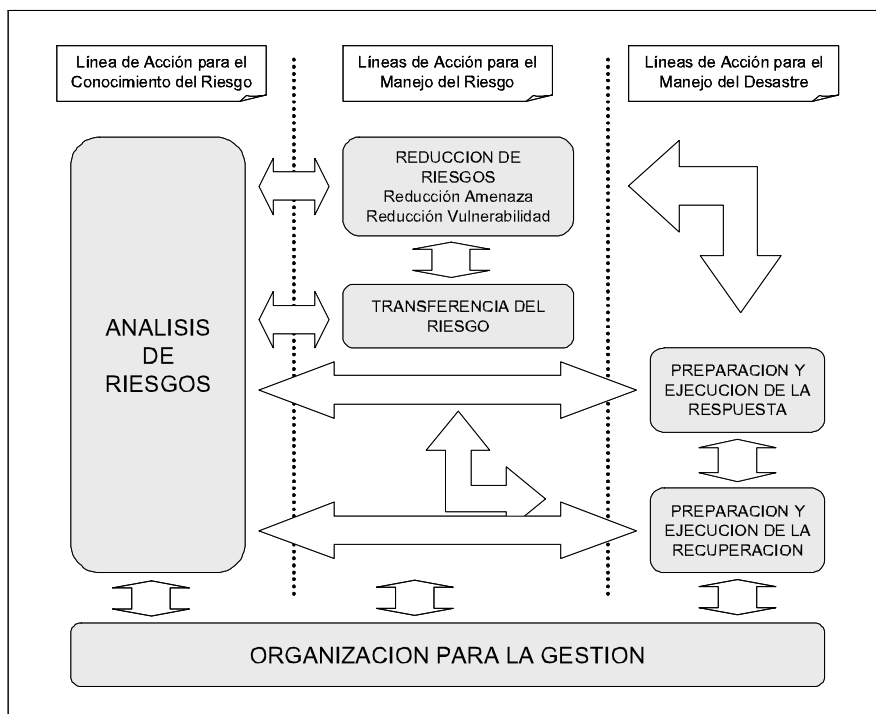 Línea de Acción para el
Conocimiento del Riesgo
Líneas de Acción para el
Manejo del Riesgo
Líneas de Acción para el
Manejo del Desastre
ANALISIS
DE
RIESGOS
REDUCCION DE
RIESGOS
Reducción Amenaza
Reducción Vulnerabilidad
TRANSFERENCIA DEL
RIESGO
PREPARACION Y
EJECUCION DE LA
RESPUESTA
PREPARACION Y
EJECUCION DE LA
RECUPERACION
ORGANIZACION PARA LA GESTION